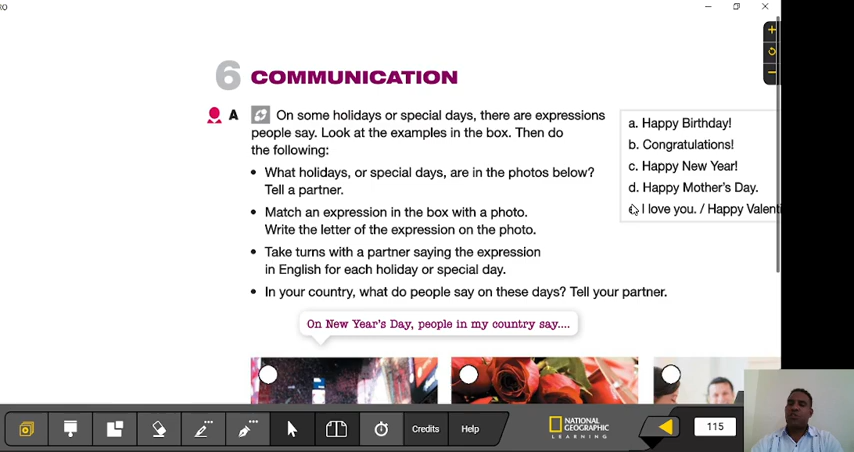 RO
6 COMMUNICATION
A On some holidays or special days, there are expressions
people say. Look at the examples in the box. Then do
the following:
• What holidays, or special days, are in the photos below?
Tell a partner.
• Match an expression in the box with a photo.
Write the letter of the expression on the photo.
• Take turns with a partner saying the expression
in English for each holiday or special day.
• In your country, what do people say on these days? Tell your partner.
a. Happy Birthday!
b. Congratulations!
c. Happy New Year!
d. Happy Mother's Day.
I love you. / Happy Valenti
On New Year's Day, people in my country say....
Credits
Help
NATIONAL
GEOGRAPHIC
LEARNING
115